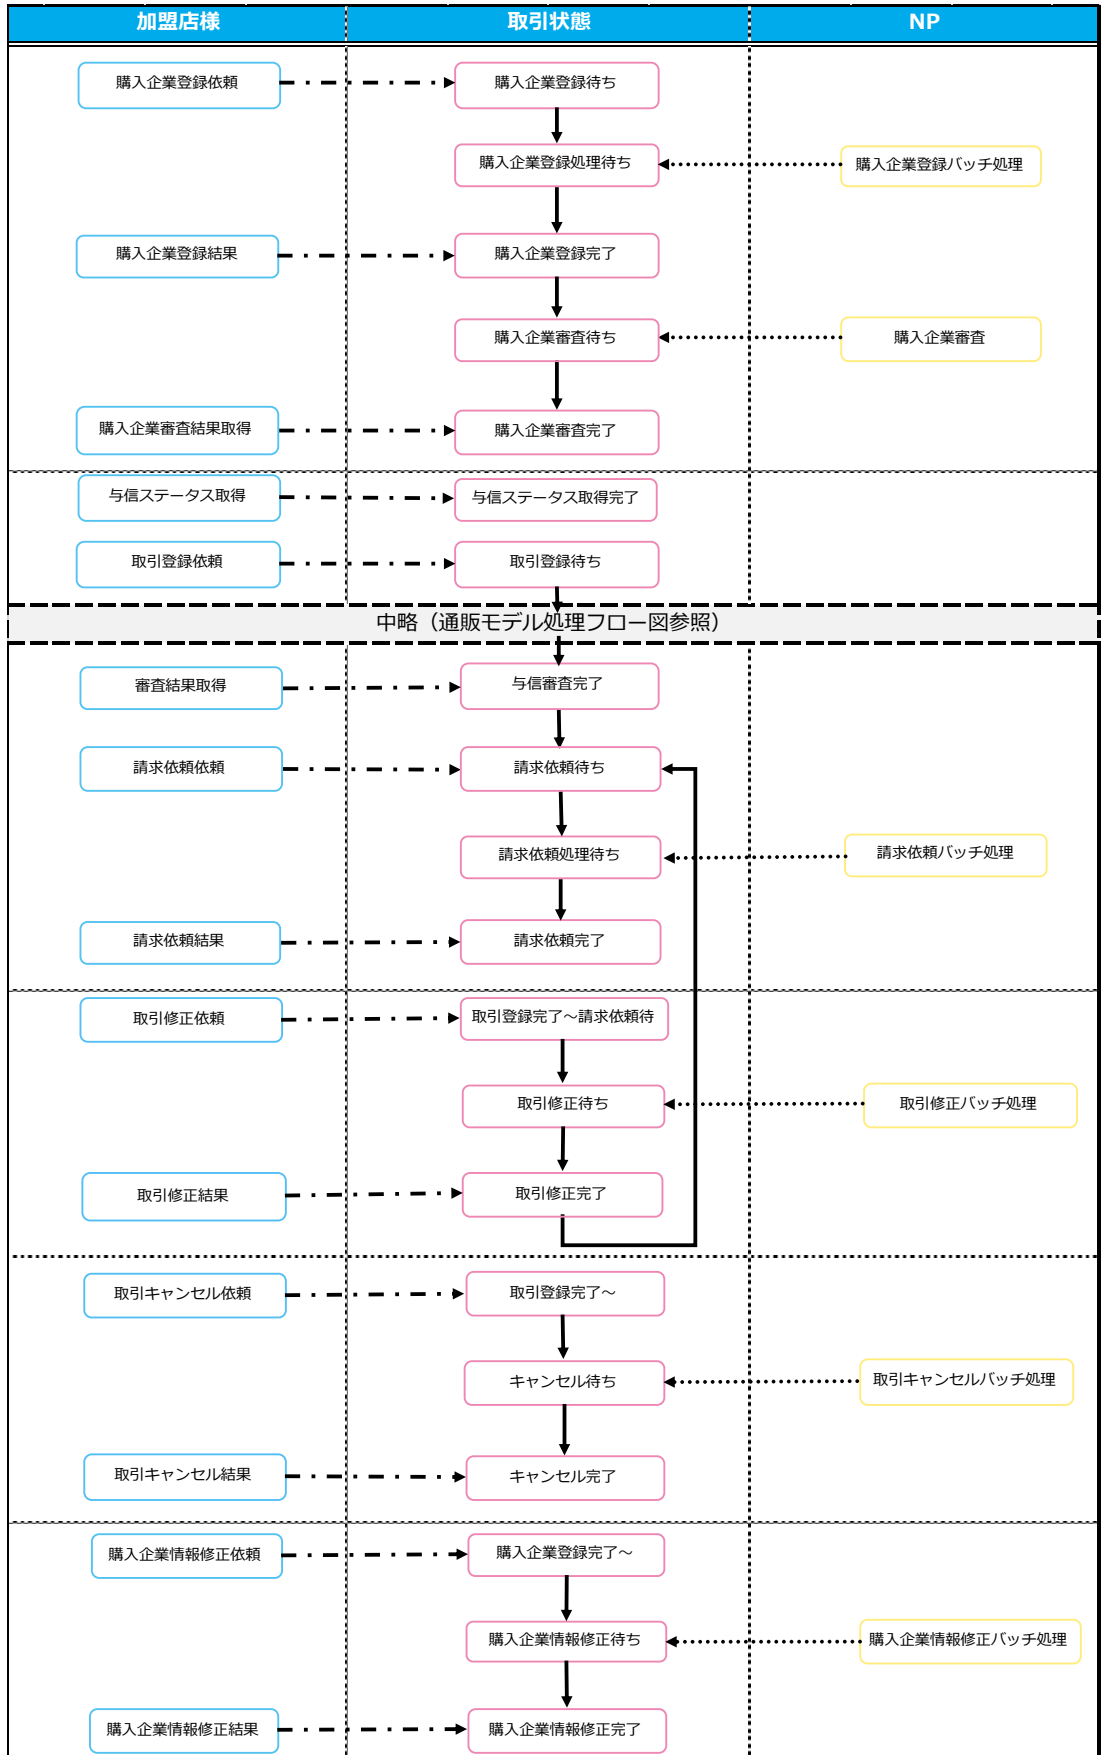 加盟店様
取引状態
NP
購入企業登録依頼
購入企業登録待ち
購入企業登録処理待ち
購入企業登録バッチ処理
購入企業登録結果
購入企業登録完了
購入企業審査待ち
購入企業審査
購入企業審査結果取得
購入企業審査完了
与信ステータス取得
与信ステータス取得完了
取引登録依頼
取引登録待ち
中略（通販モデル処理フロー図参照）
審査結果取得
与信審査完了
請求依頼依頼
請求依頼待ち
請求依頼処理待ち
請求依頼バッチ処理
請求依頼結果
請求依頼完了
取引修正依頼
取引登録完了～請求依頼待
取引修正待ち
取引修正バッチ処理
取引修正結果
取引修正完了
取引キャンセル依頼
取引登録完了～
キャンセル待ち
取引キャンセルバッチ処理
取引キャンセル結果
キャンセル完了
購入企業情報修正依頼
購入企業登録完了～
購入企業情報修正待ち
購入企業情報修正バッチ処理
購入企業情報修正結果
購入企業情報修正完了